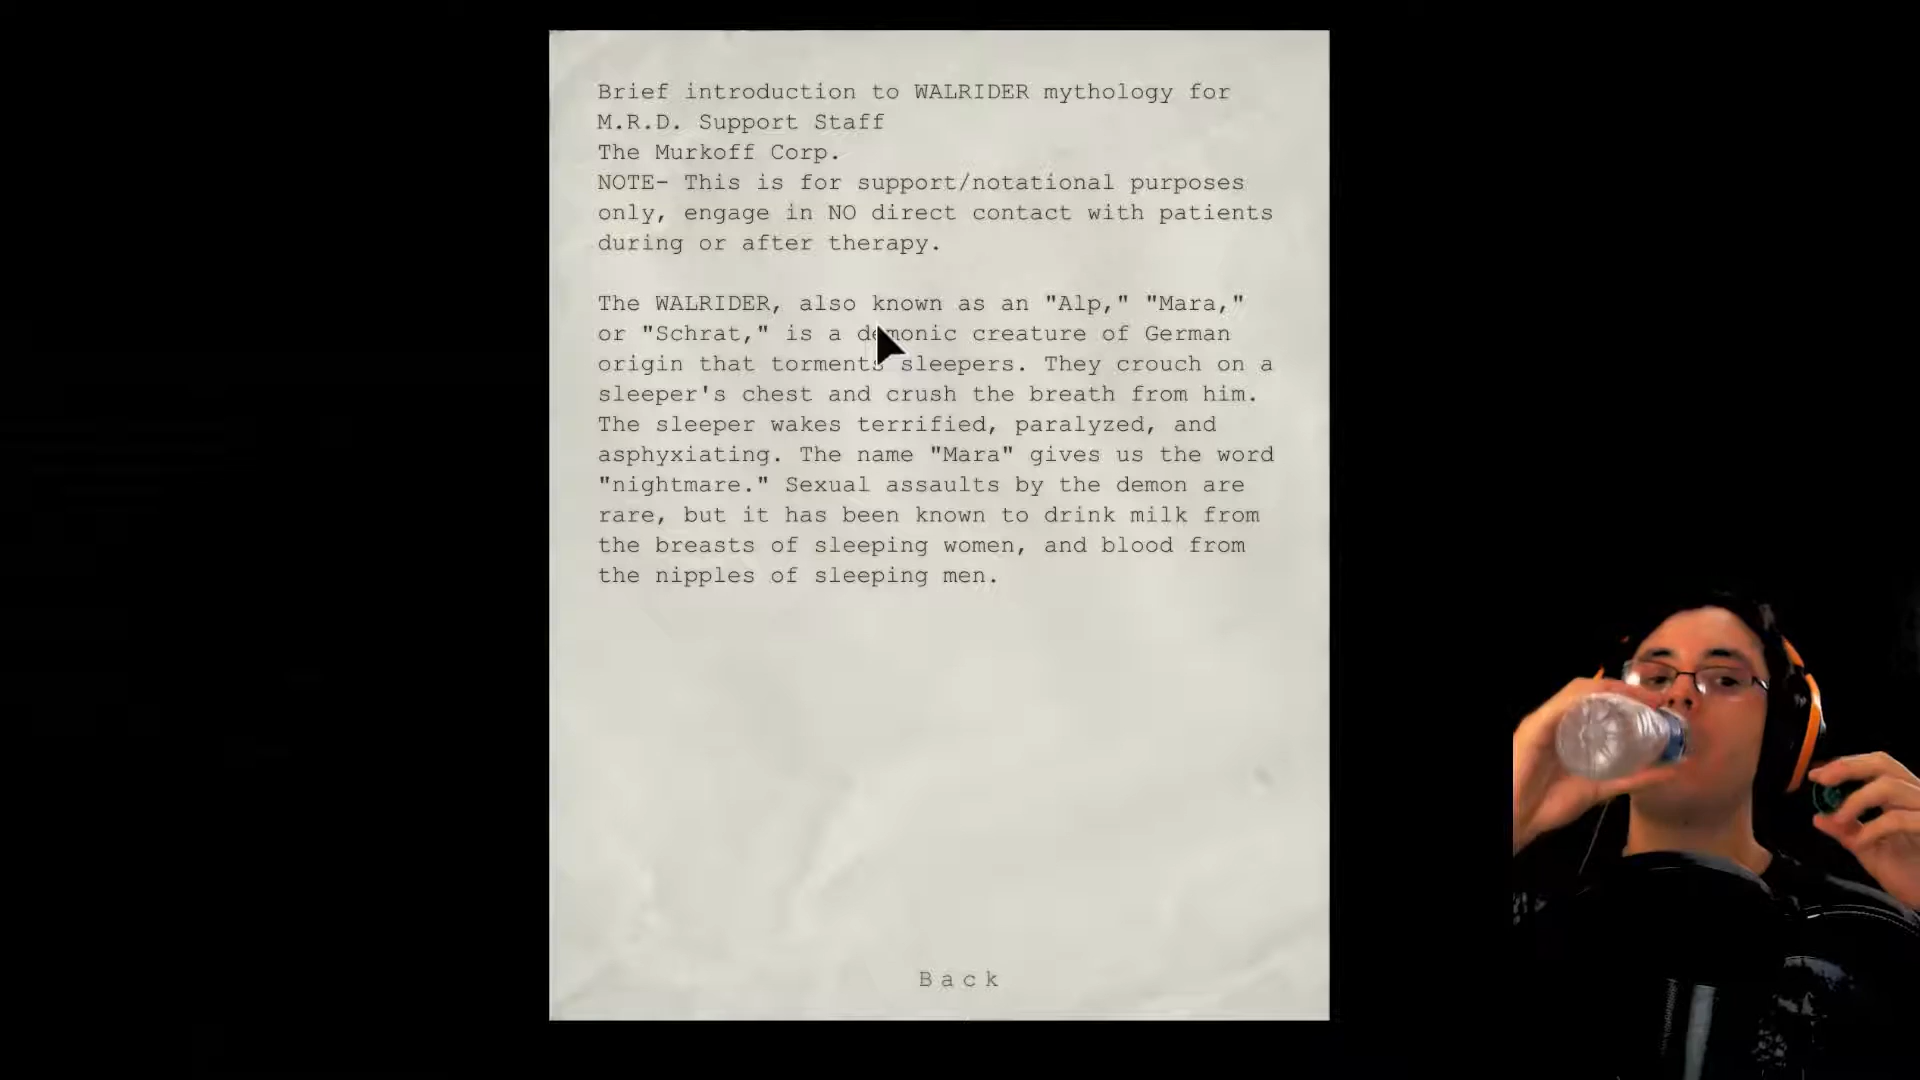 Brief introduction to WALRIDER mythology for
M.R.D. Support Staff
The Murkoff Corp.
NOTE- This is for support/notational purposes
only, engage in NO direct contact with patients
during or after therapy.
The WALRIDER, also known as an "Alp," "Mara,"
or "Schrat," is a demonic creature of German
origin that torments sleepers. They crouch on a
sleeper's chest and crush the breath from him.
The sleeper wakes terrified, paralyzed, and
asphyxiating. The name "Mara" gives us the word
"nightmare." Sexual assaults by the demon are
rare, but it has been known to drink milk from
the breasts of sleeping women, and blood from
the nipples of sleeping men.
Back